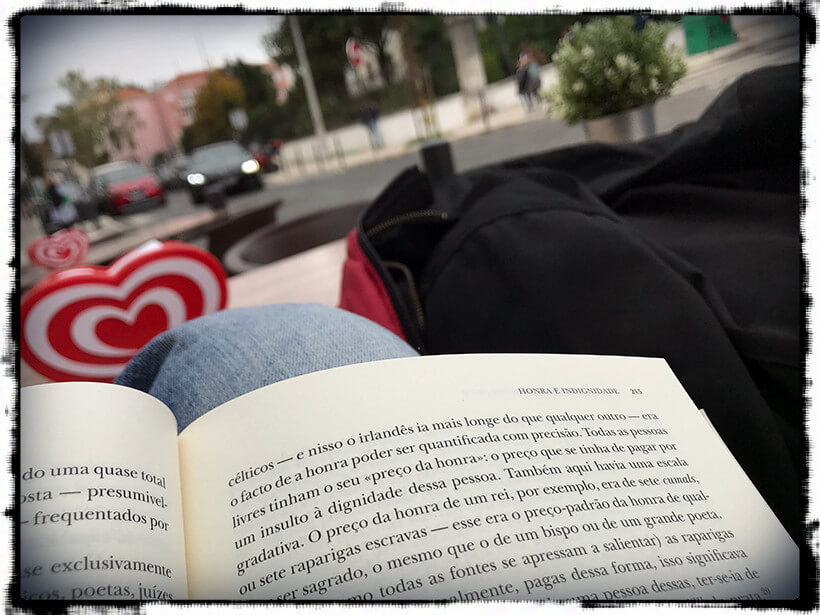 do uma quase total
osta — presumivel-
– frequentados por
se exclusivamente
cos, poetas, juízes
HONRA E INDIGNIDADE 213
célticos — e nisso o irlandês ia mais longe do que qualquer outro — era
o facto de a honra poder ser quantificada com precisão. Todas as pessoas
livres tinham o seu «preço da honra»: o preço que se tinha de pagar por
um insulto à dignidade dessa pessoa. Também aqui havia uma escala
gradativa. O preço da honra de um rei, por exemplo, era de sete cumals,
ou sete raparigas escravas — esse era o preço-padrão da honra de qual-
ser sagrado, o mesmo que o de um bispo ou de um grande poeta.
como todas as fontes se apressam a salientar) as raparigas
pagas dessa forma, isso significava
uma pessoa dessas, ter-se-ia de